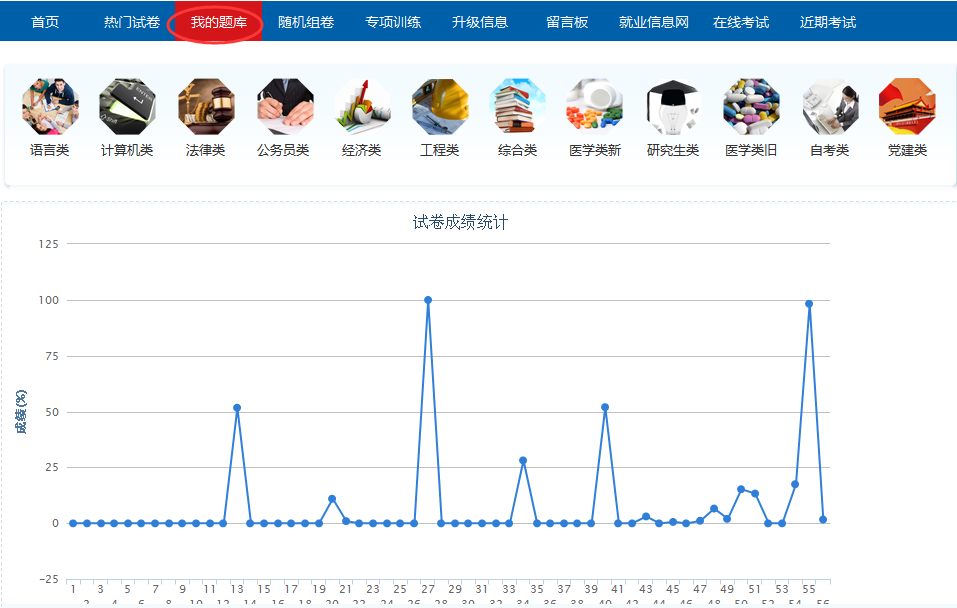 首页 热门试卷 我的题库 随机组卷 专项训练 升级信息 留言板 就业信息网 在线考试 近期考试
语言类 计算机类 法律类 公务员类 经济类 工程类 综合类 医学类新 研究生类 医学类旧 自考类 党建类
试卷成绩统计
125
100
75
50
25
0
-25
成绩(%)
1 3 5 7 9 11 13 15 17 19 21 23 25 27 29 31 33 35 37 39 41 43 45 47 49 51 53 55
2 4 6 8 10 12 14 16 18 20 22 24 26 28 30 32 34 36 38 40 42 44 46 48 50 52 54 56